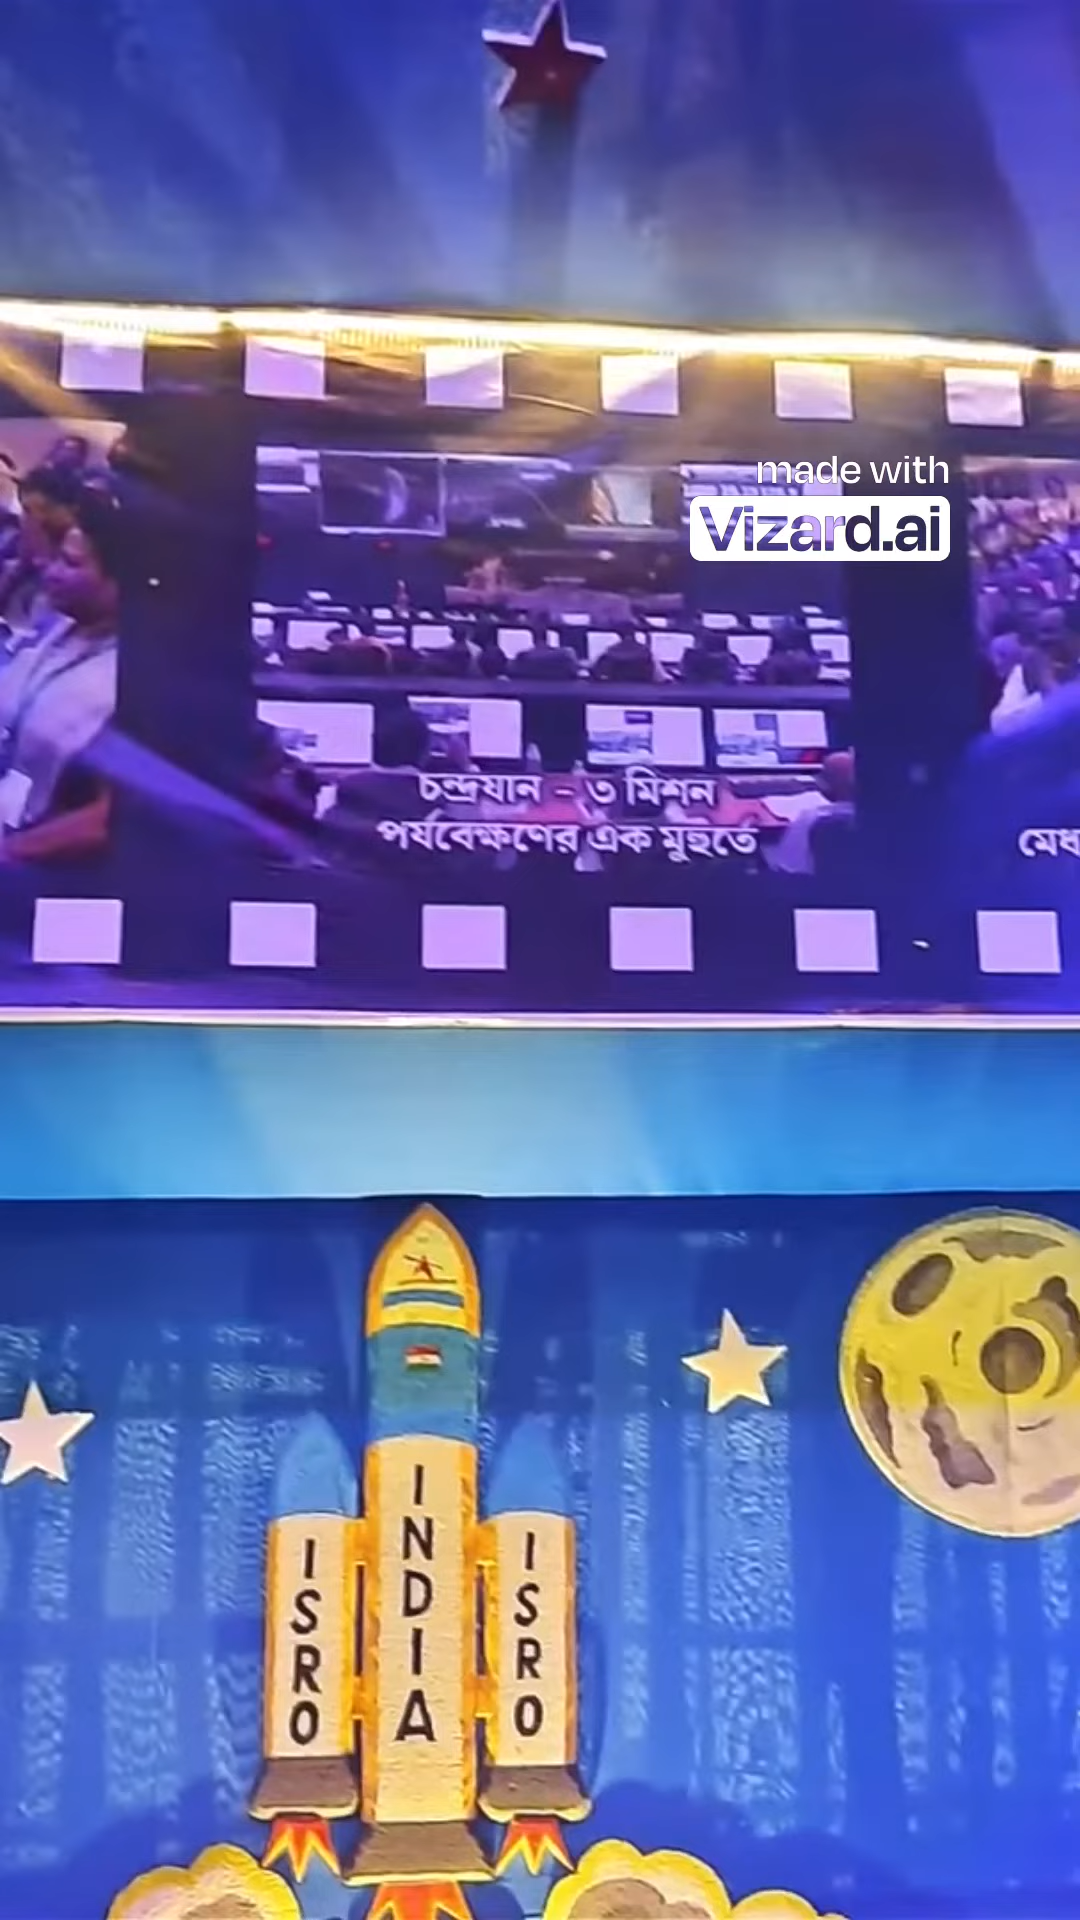 made with
Vizard.ai
চন্দ্রযান - ৩ মিশন
পর্যবেক্ষণের এক মুহূর্তে
মেধ
INDIA
ISRO
ISRO